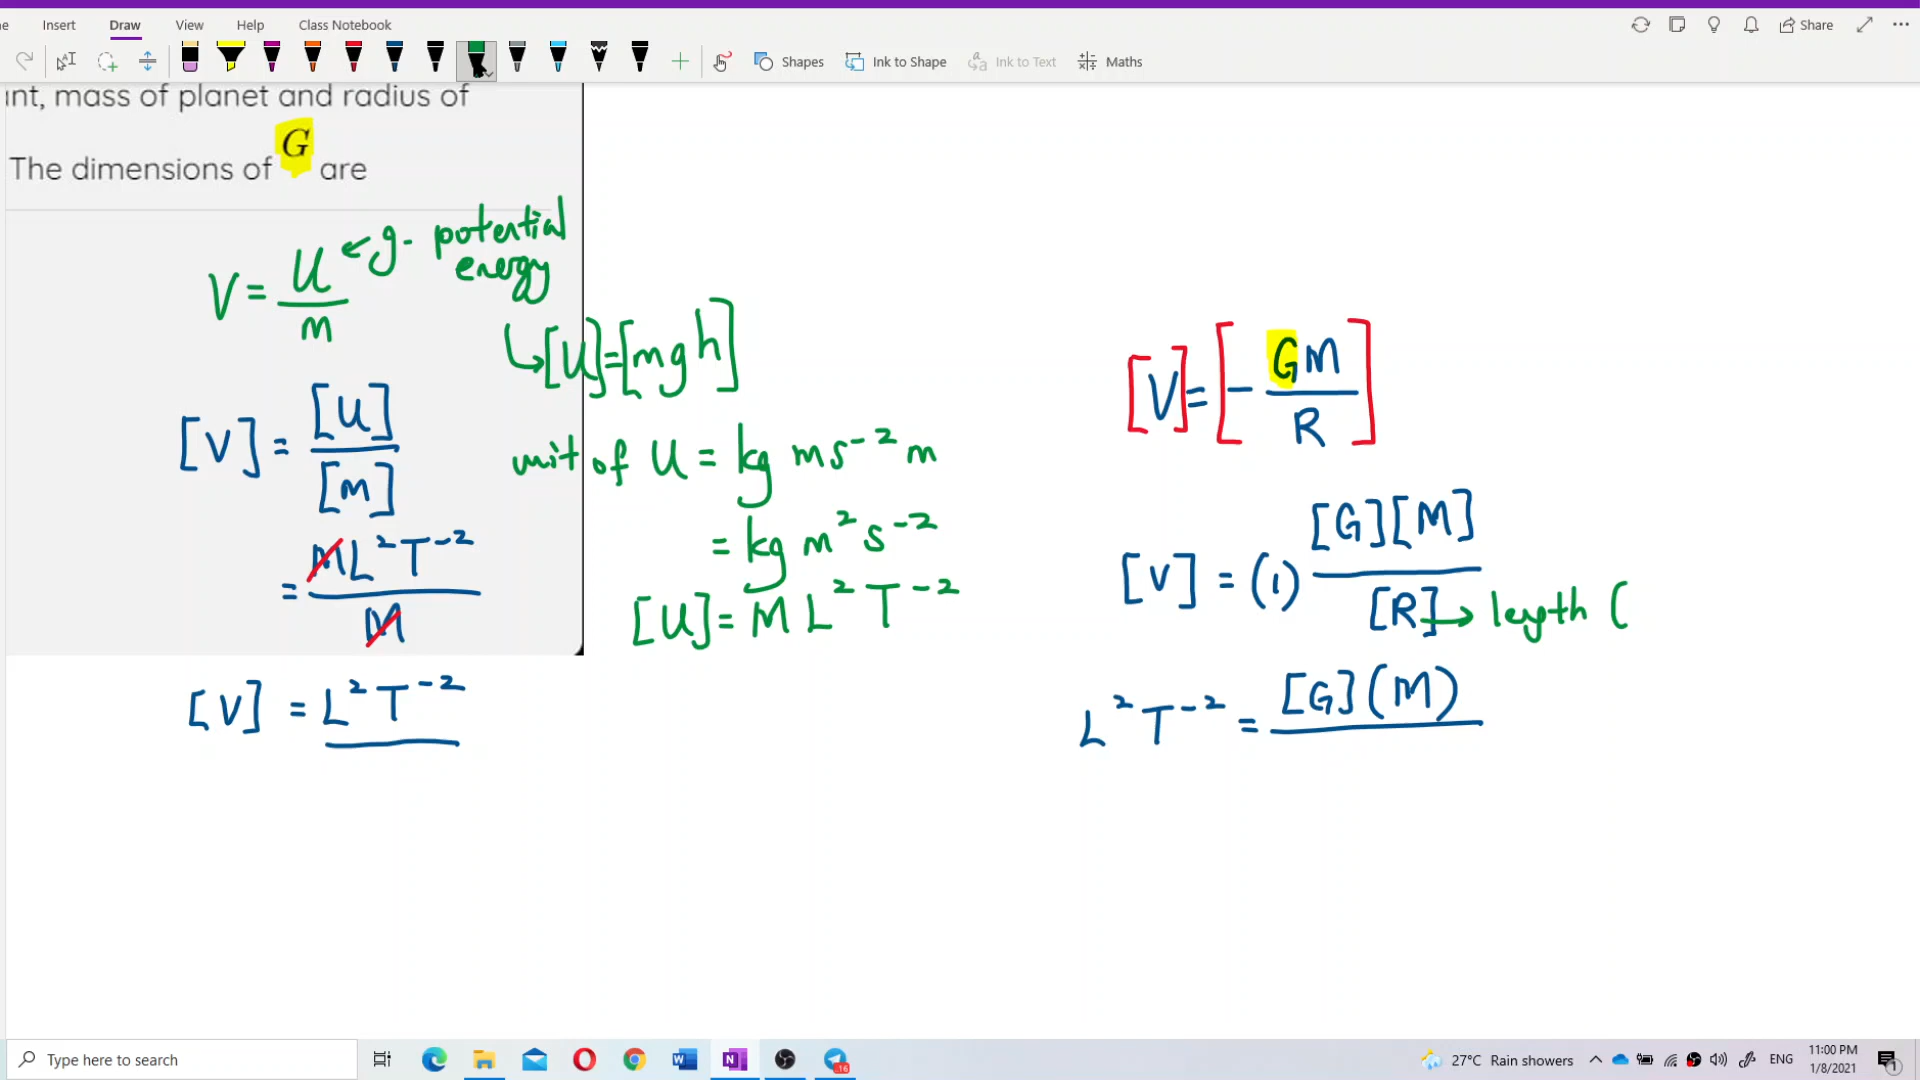 Insert Draw View Help Class Notebook Share
Shapes Ink to Shape Ink to Text Maths
int, mass of planet and radius of
G
The dimensions of are
V = U/m ← g. potential energy
↳ [U] = [mgh]
[V] = [U]/[m]
unit of U = kg ms⁻² m
= kg m² s⁻²
= ML²T⁻²/M
[U] = M L² T⁻²
[V] = L² T⁻²
[V] = [- GM/R]
[V] = (1) [G][M]/[R] → length (
L² T⁻² = [G](M)
Type here to search
16
27°C Rain showers
ENG
11:00 PM
1/8/2021
1